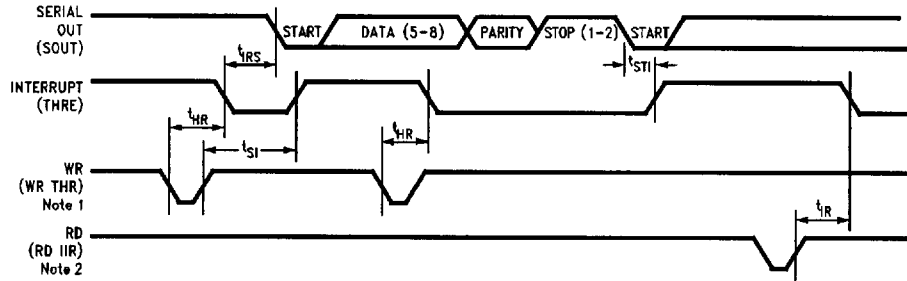 SERIAL
OUT
(SOUT)
START
DATA (5-8)
PARITY
STOP (1-2)
START
tIRS
tSTI
INTERRUPT
(THRE)
tHR
tSI
tHR
WR
(WR THR)
Note 1
tIR
RD
(RD IIR)
Note 2